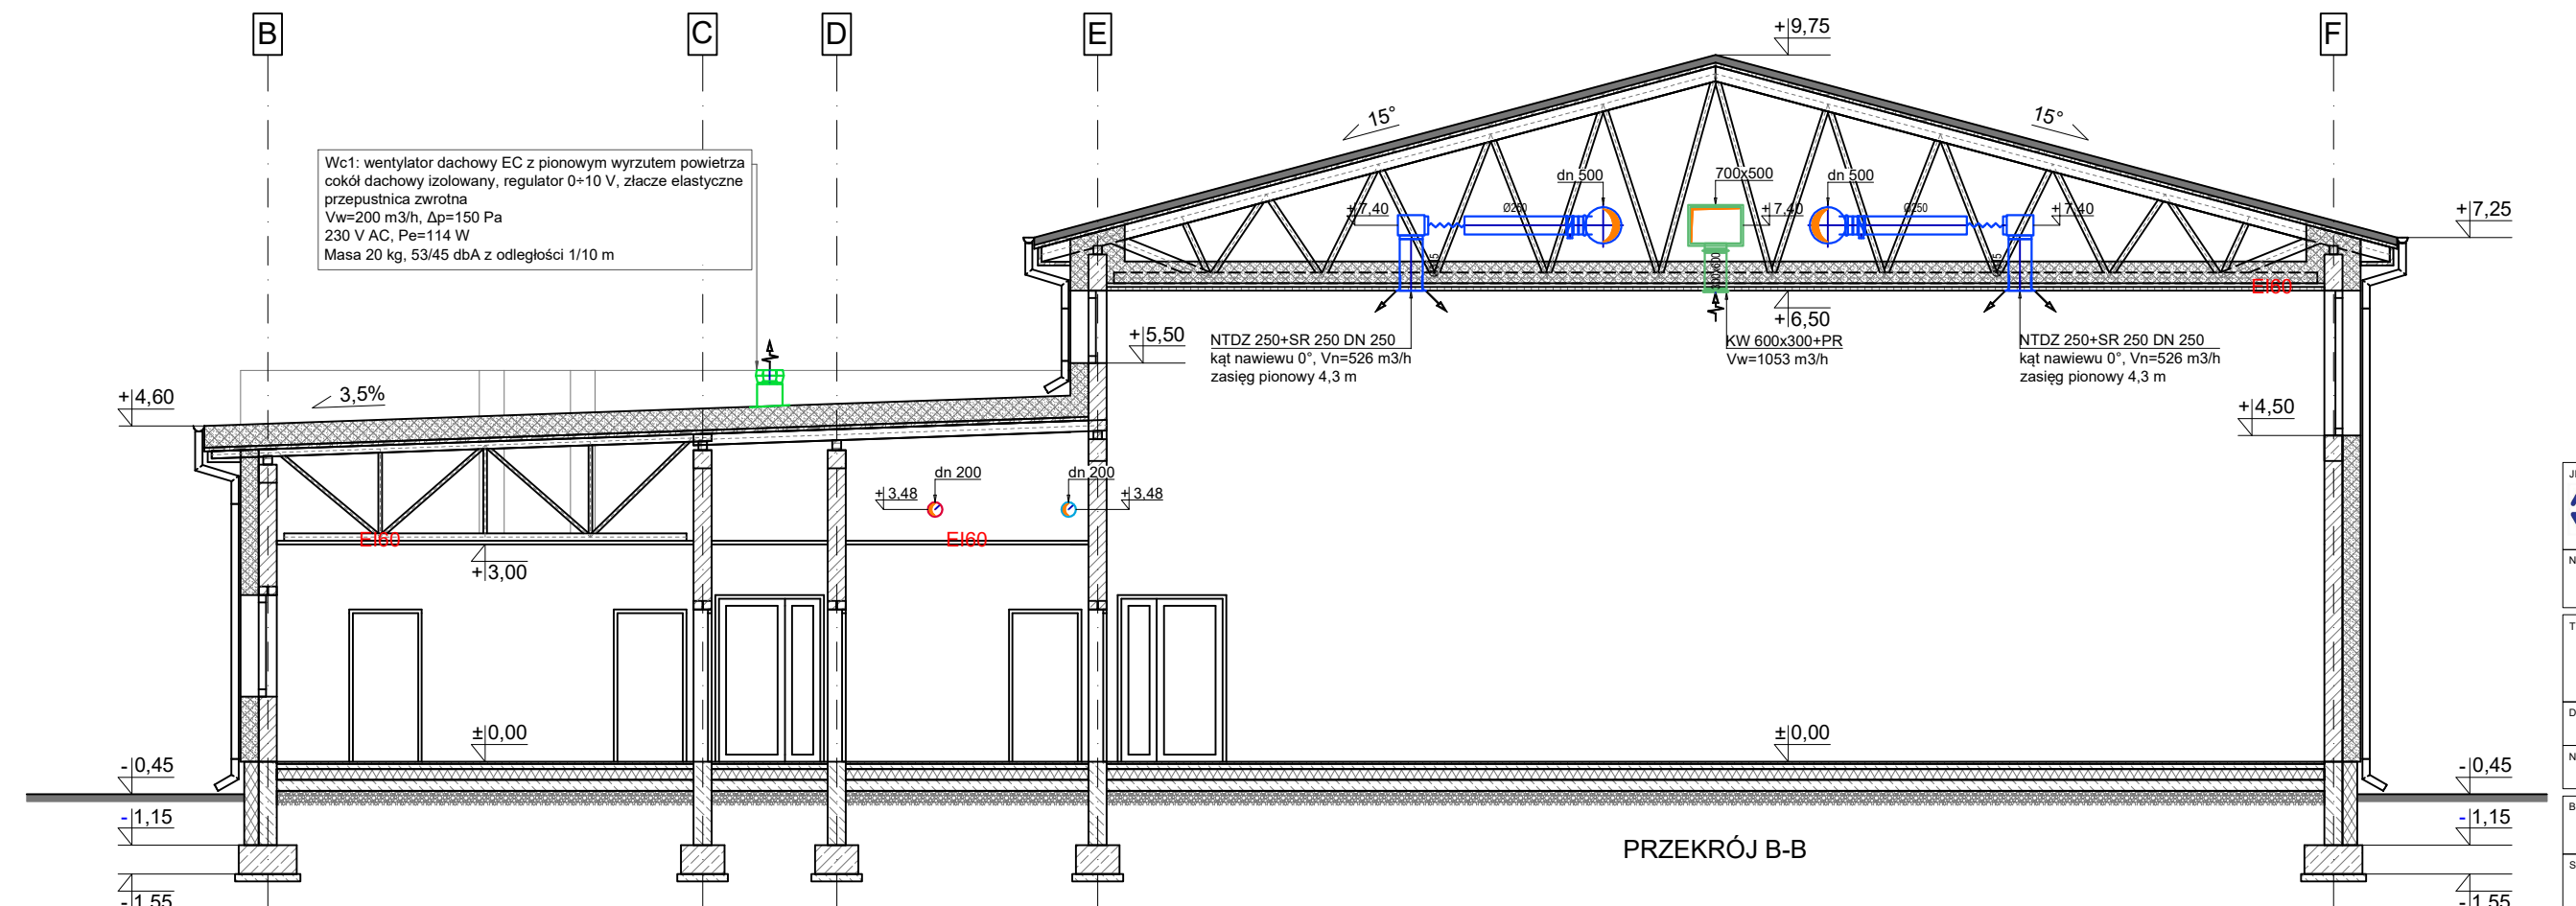 B
C
D
E
F
+9,75
15°
15°
Wc1: wentylator dachowy EC z pionowym wyrzutem powietrza
cokół dachowy izolowany, regulator 0÷10 V, złacze elastyczne
przepustnica zwrotna
Vw=200 m3/h, Δp=150 Pa
230 V AC, Pe=114 W
Masa 20 kg, 53/45 dbA z odległości 1/10 m
dn 500
700x500
dn 500
+7,40
Ø250
+7,40
Ø250
+7,40
+7,25
EI60
+6,50
+5,50
NTDZ 250+SR 250 DN 250
kąt nawiewu 0°, Vn=526 m3/h
zasięg pionowy 4,3 m
KW 600x300+PR
Vw=1053 m3/h
NTDZ 250+SR 250 DN 250
kąt nawiewu 0°, Vn=526 m3/h
zasięg pionowy 4,3 m
+4,60
3,5%
+4,50
dn 200
dn 200
+3,48
+3,48
EI60
EI60
+3,00
±0,00
±0,00
-0,45
-0,45
-1,15
-1,15
PRZEKRÓJ B-B
-1,55
-1,55